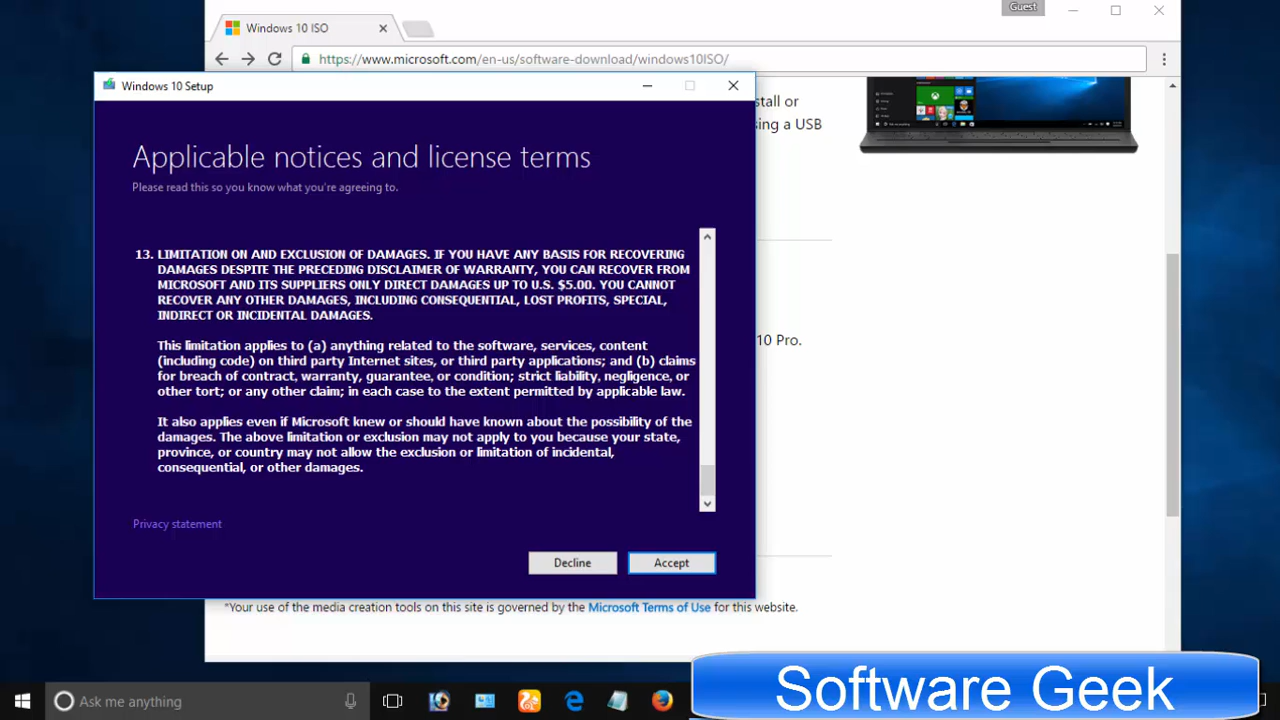 Guest
Windows 10 ISO
https://www.microsoft.com/en-us/software-download/windows10ISO/
Windows 10 Setup
stall or
sing a USB
Applicable notices and license terms
Please read this so you know what you're agreeing to.
13. LIMITATION ON AND EXCLUSION OF DAMAGES. IF YOU HAVE ANY BASIS FOR RECOVERING
DAMAGES DESPITE THE PRECEDING DISCLAIMER OF WARRANTY, YOU CAN RECOVER FROM
MICROSOFT AND ITS SUPPLIERS ONLY DIRECT DAMAGES UP TO U.S. $5.00. YOU CANNOT
RECOVER ANY OTHER DAMAGES, INCLUDING CONSEQUENTIAL, LOST PROFITS, SPECIAL,
INDIRECT OR INCIDENTAL DAMAGES.
This limitation applies to (a) anything related to the software, services, content
(including code) on third party Internet sites, or third party applications; and (b) claims
for breach of contract, warranty, guarantee, or condition; strict liability, negligence, or
other tort; or any other claim; in each case to the extent permitted by applicable law.
It also applies even if Microsoft knew or should have known about the possibility of the
damages. The above limitation or exclusion may not apply to you because your state,
province, or country may not allow the exclusion or limitation of incidental,
consequential, or other damages.
10 Pro.
Privacy statement
Decline
Accept
*Your use of the media creation tools on this site is governed by the Microsoft Terms of Use for this website.
Ask me anything
Software Geek